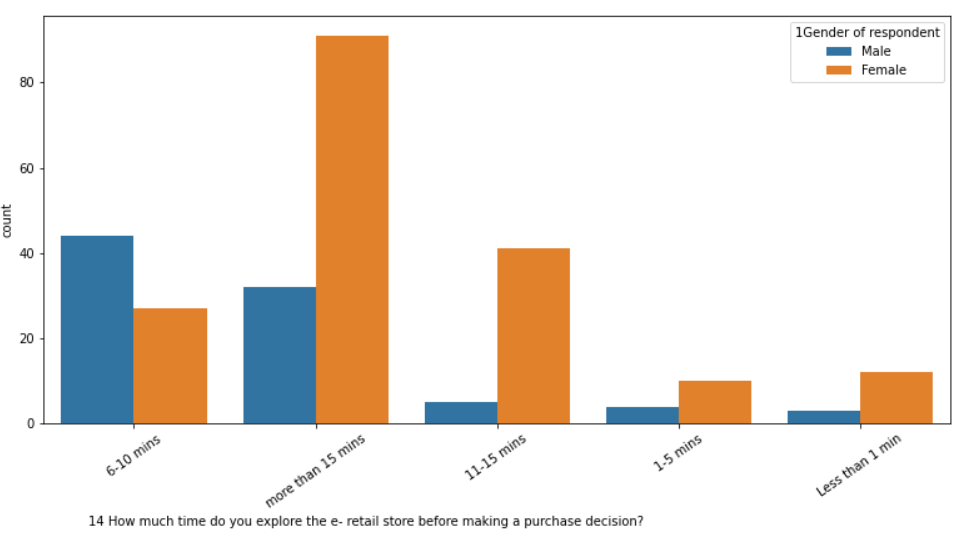 1Gender of respondent
Male
Female
80
60
40
20
0
count
6-10 mins
more than 15 mins
11-15 mins
1-5 mins
Less than 1 min
14 How much time do you explore the e- retail store before making a purchase decision?